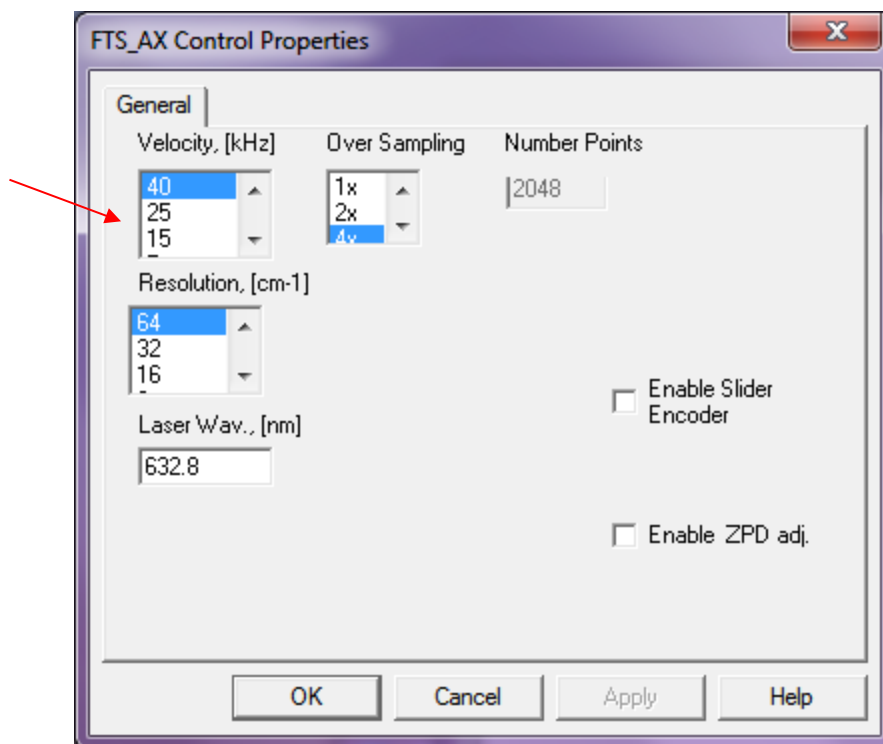 FTS_AX Control Properties
General
Velocity, [kHz]
Over Sampling
Number Points
40
25
15
1x
2x
4x
2048
Resolution, [cm-1]
64
32
16
Enable Slider
Encoder
Laser Wav., [nm]
632.8
Enable ZPD adj.
OK
Cancel
Apply
Help